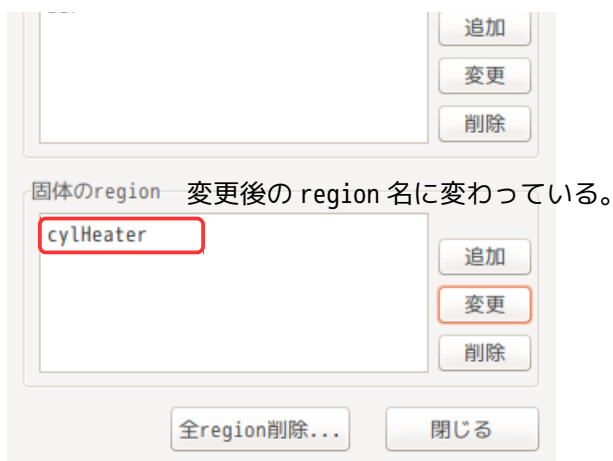 追加
変更
削除
固体のregion 変更後の region 名に変わっている。
cylHeater
追加
変更
削除
全region削除... 閉じる